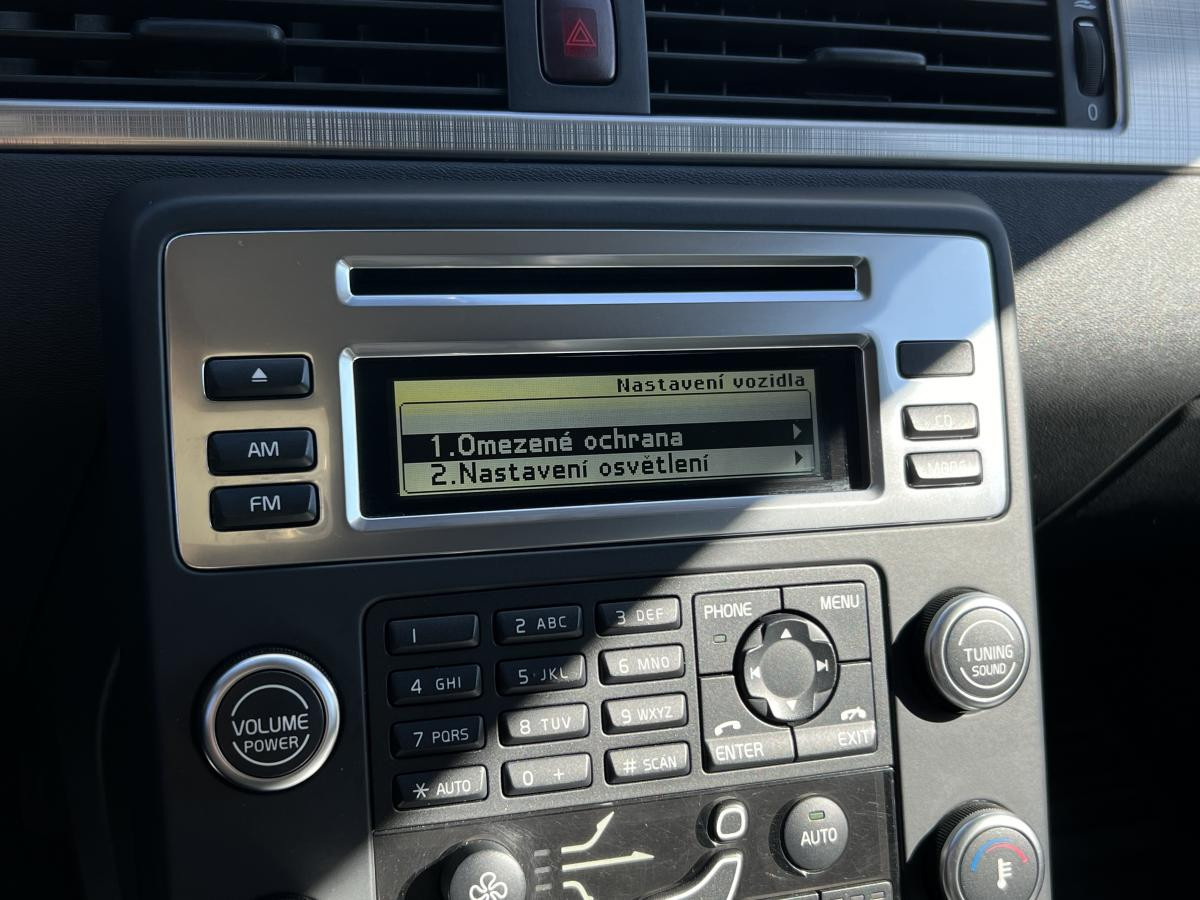 0
Nastavení vozidla
1.Omezené ochrana
2.Nastavení osvětlení
AM
FM
CD
MODE
1
2 ABC
3 DEF
4 GHI
5 JKL
6 MNO
7 PQRS
8 TUV
9 WXYZ
* AUTO
0 +
# SCAN
PHONE
MENU
ENTER
EXIT
VOLUME
POWER
TUNING
SOUND
AUTO